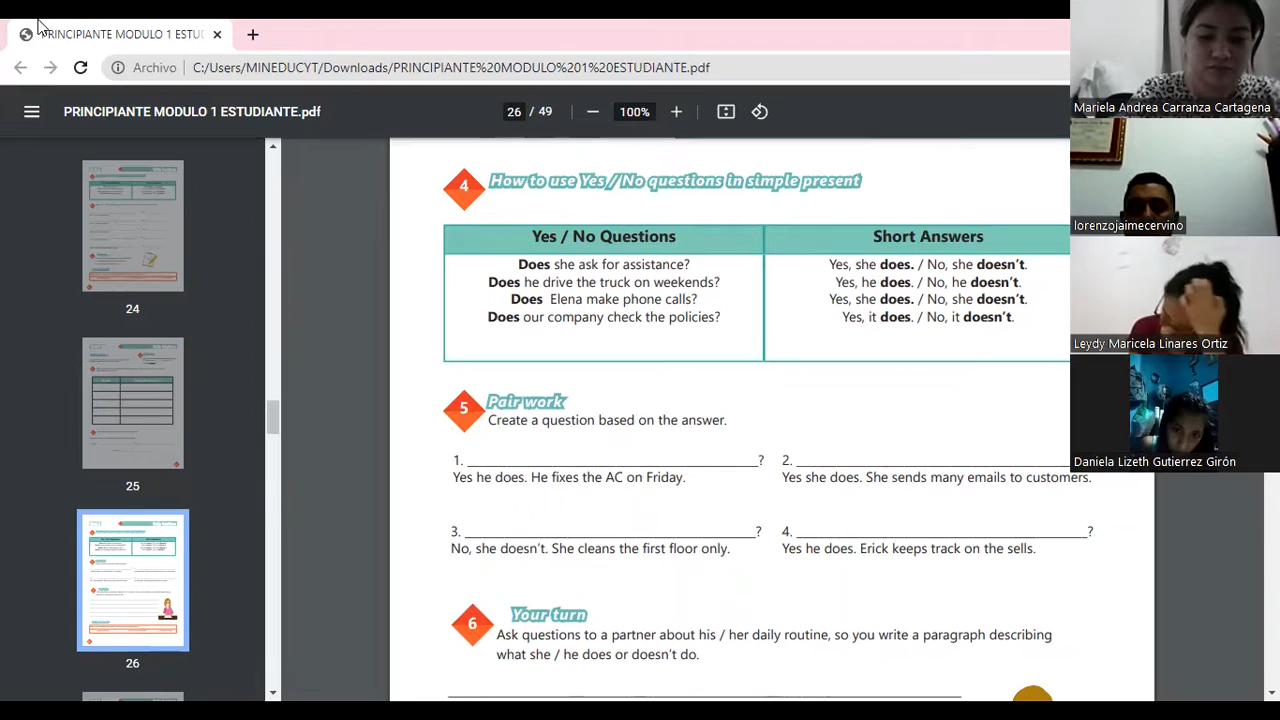 PRINCIPIANTE MODULO 1 ESTU
Archivo
C:/Users/MINEDUCYT/Downloads/PRINCIPIANTE%20MODULO%201%20ESTUDIANTE.pdf
PRINCIPIANTE MODULO 1 ESTUDIANTE.pdf
26 / 49
100%
24
25
26
4 How to use Yes / No questions in simple present
Yes / No Questions
Short Answers
Does she ask for assistance?
Yes, she does. / No, she doesn't.
Does he drive the truck on weekends?
Yes, he does. / No, he doesn't.
Does Elena make phone calls?
Yes, she does. / No, she doesn't.
Does our company check the policies?
Yes, it does. / No, it doesn't.
5 Pair work
Create a question based on the answer.
1. ______________________________?
Yes he does. He fixes the AC on Friday.
2. ______________________________
Yes she does. She sends many emails to customers.
3. ______________________________?
No, she doesn't. She cleans the first floor only.
4. ______________________________?
Yes he does. Erick keeps track on the sells.
6 Your turn
Ask questions to a partner about his / her daily routine, so you write a paragraph describing
what she / he does or doesn't do.
Mariela Andrea Carranza Cartagena
lorenzojaimecervino
Leydy Maricela Linares Ortiz
Daniela Lizeth Gutierrez Girón